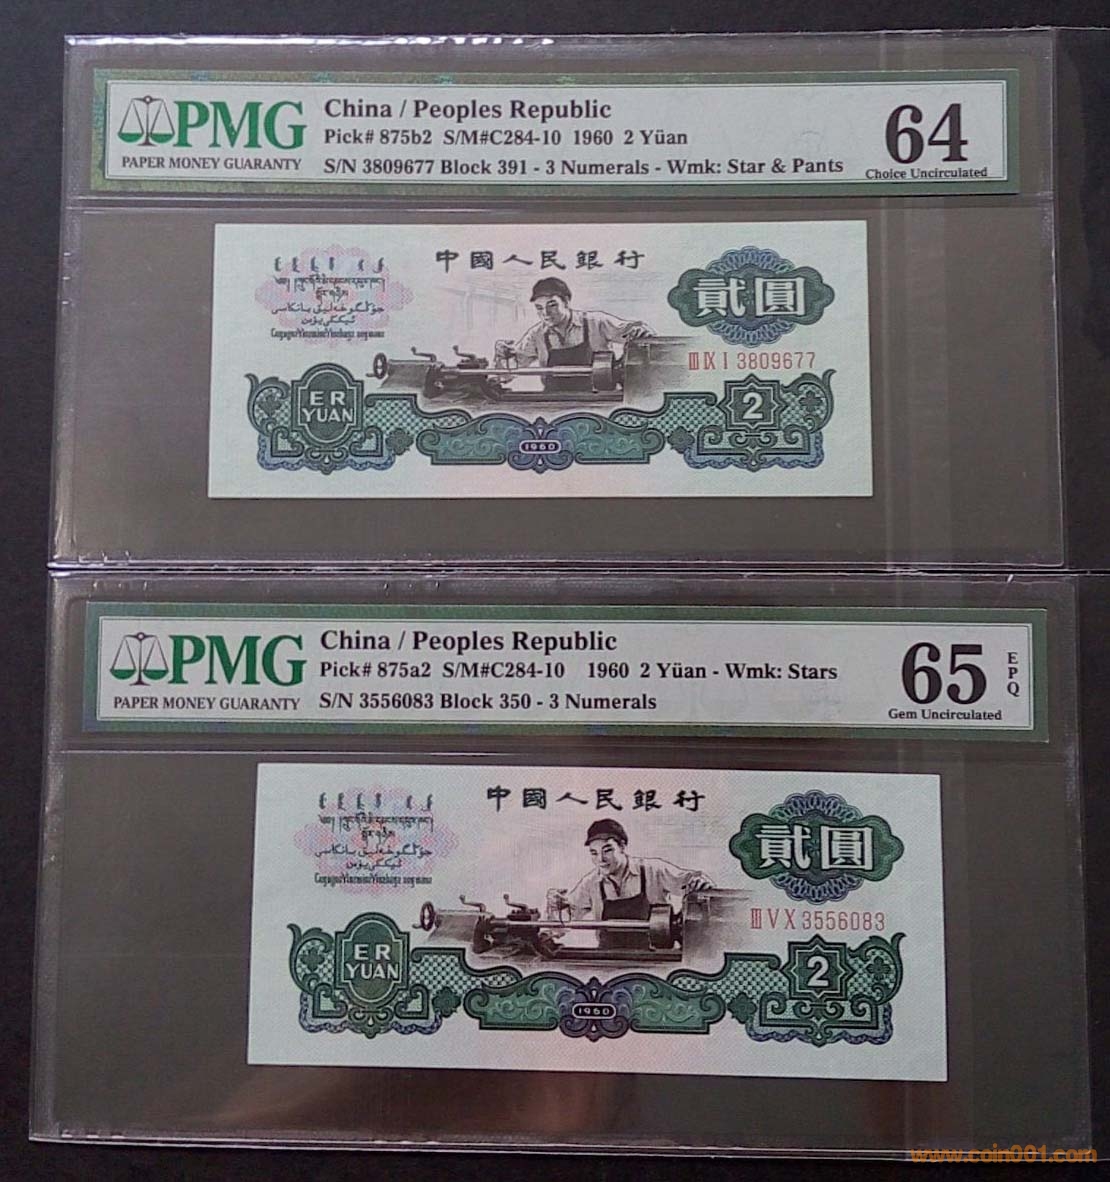 PMG
PAPER MONEY GUARANTY
China / Peoples Republic
Pick# 875b2 S/M#C284-10 1960 2 Yüan
S/N 3809677 Block 391 - 3 Numerals - Wmk: Star & Pants
64
Choice Uncirculated
中國人民銀行
貳圓
ⅢⅨⅠ3809677
ER
YUAN
2
1960
PMG
PAPER MONEY GUARANTY
China / Peoples Republic
Pick# 875a2 S/M#C284-10 1960 2 Yüan - Wmk: Stars
S/N 3556083 Block 350 - 3 Numerals
65
EPQ
Gem Uncirculated
中國人民銀行
貳圓
ⅢⅤⅩ3556083
ER
YUAN
2
1960
www.coin001.com